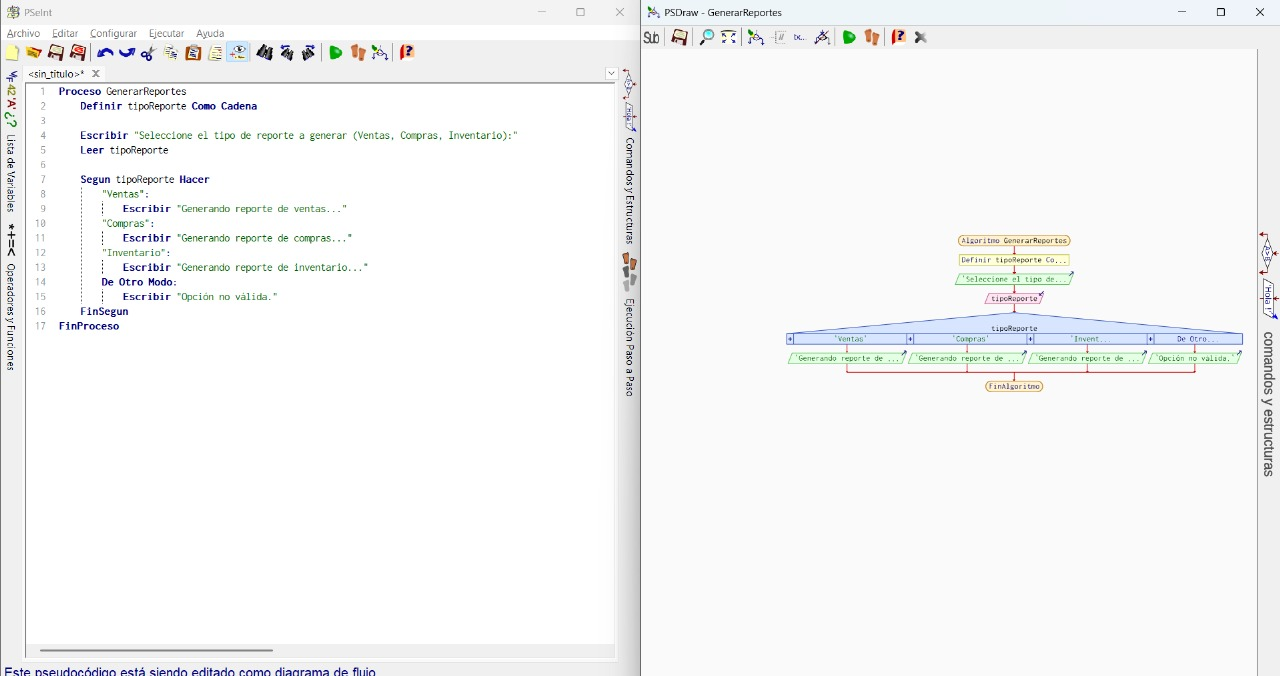 PSeInt
Archivo Editar Configurar Ejecutar Ayuda
<sin_titulo>* X
1 Proceso GenerarReportes
2 Definir tipoReporte Como Cadena
3
4 Escribir "Seleccione el tipo de reporte a generar (Ventas, Compras, Inventario):"
5 Leer tipoReporte
6
7 Segun tipoReporte Hacer
8 "Ventas":
9 Escribir "Generando reporte de ventas..."
10 "Compras":
11 Escribir "Generando reporte de compras..."
12 "Inventario":
13 Escribir "Generando reporte de inventario..."
14 De Otro Modo:
15 Escribir "Opción no válida."
16 FinSegun
17 FinProceso
42 'A' ¿?
Lista de Variables
*+=<
Operadores y Funciones
Comandos y Estructuras
Ejecución Paso a Paso
Este pseudocódigo está siendo editado como diagrama de flujo
PSDraw - GenerarReportes
Sub
Algoritmo GenerarReportes
Definir tipoReporte Co...
'Seleccione el tipo de...
tipoReporte
tipoReporte
+ 'Ventas' + 'Compras' + 'Invent... + De Otro...
'Generando reporte de ... 'Generando reporte de ... 'Generando reporte de ... 'Opción no válida.'
FinAlgoritmo
A>B
'Hola !'
comandos y estructuras